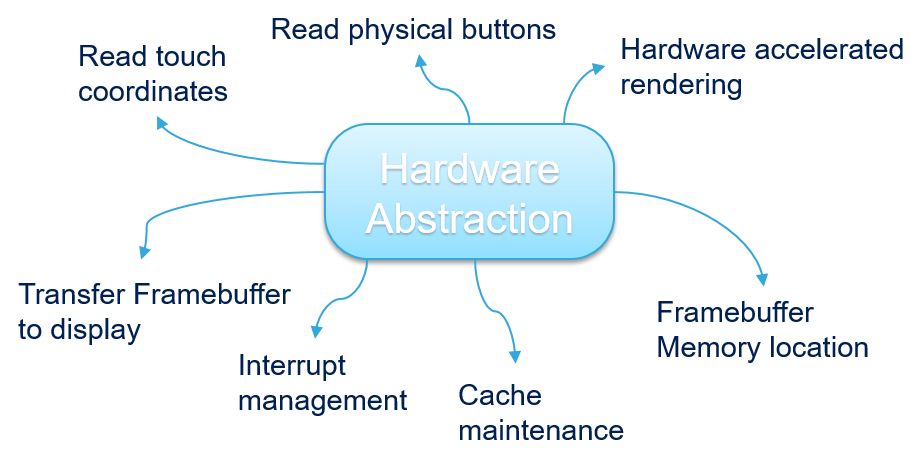 Read physical buttons
Hardware accelerated
rendering
Read touch
coordinates
Hardware
Abstraction
Transfer Framebuffer
to display
Framebuffer
Memory location
Interrupt
management
Cache
maintenance